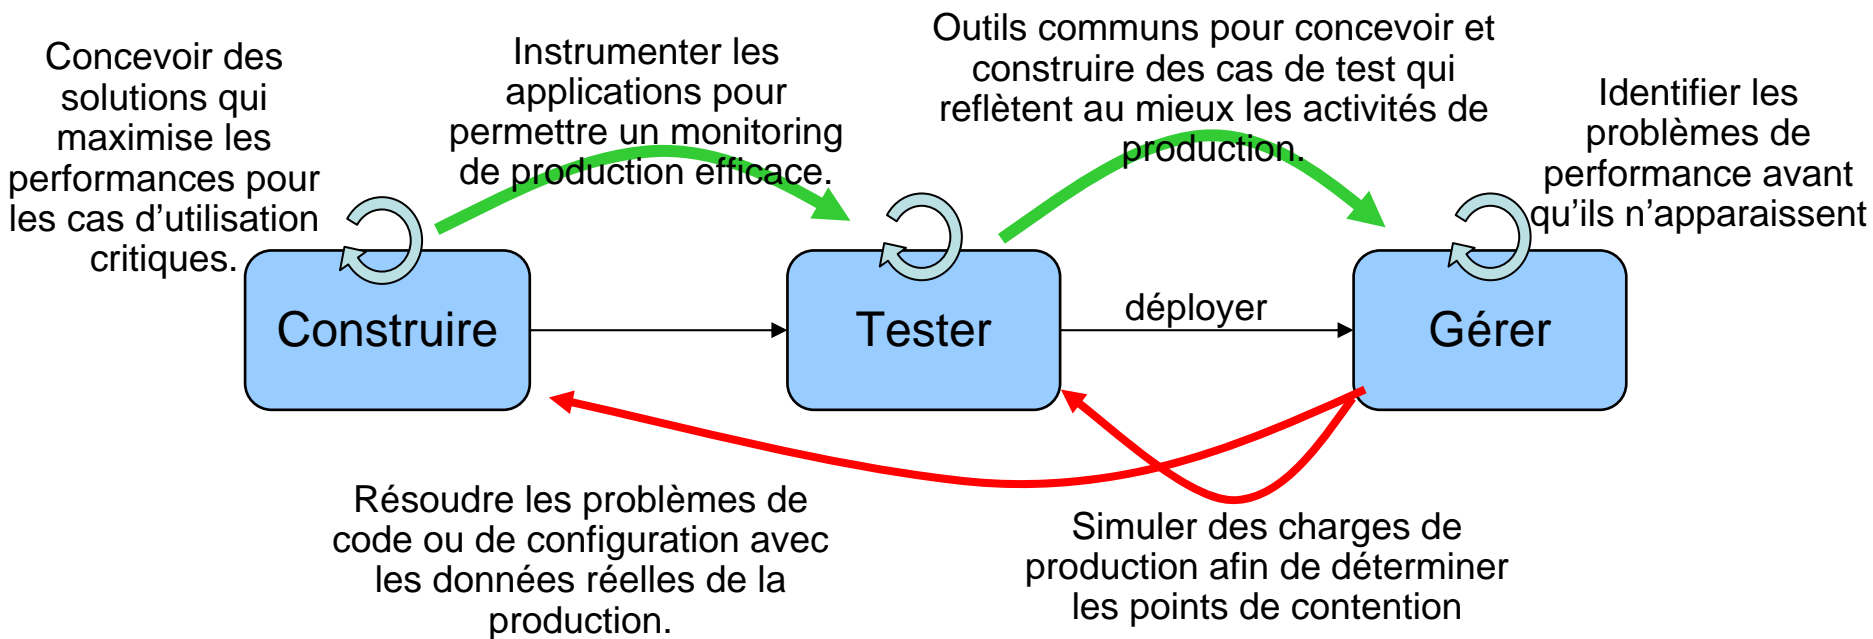 Concevoir des
solutions qui
maximise les
performances pour
les cas d’utilisation
critiques.
Instrumenter les
applications pour
permettre un monitoring
de production efficace.
Outils communs pour concevoir et
construire des cas de test qui
reflètent au mieux les activités de
production.
Identifier les
problèmes de
performance avant
qu’ils n’apparaissent
Construire
Tester
déployer
Gérer
Résoudre les problèmes de
code ou de configuration avec
les données réelles de la
production.
Simuler des charges de
production afin de déterminer
les points de contention